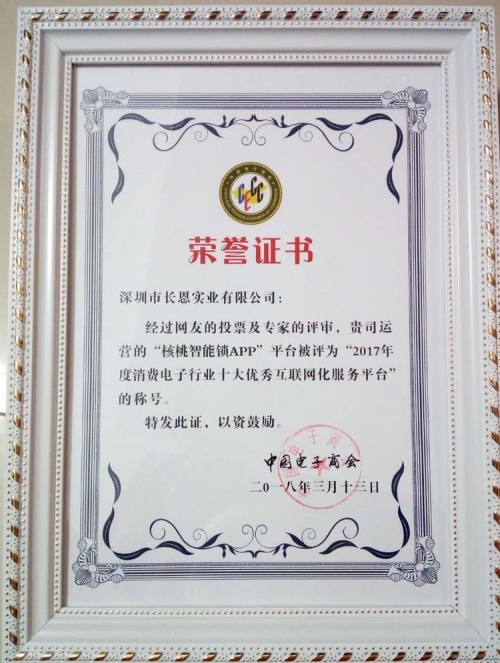 CECC
荣誉证书
深圳市长恩实业有限公司：
经过网友的投票及专家的评审，贵司运
营的“核桃智能锁APP”平台被评为“2017年
度消费电子行业十大优秀互联网化服务平台”
的称号。
特发此证，以资鼓励。
中国电子商会
二〇一八年三月十三日